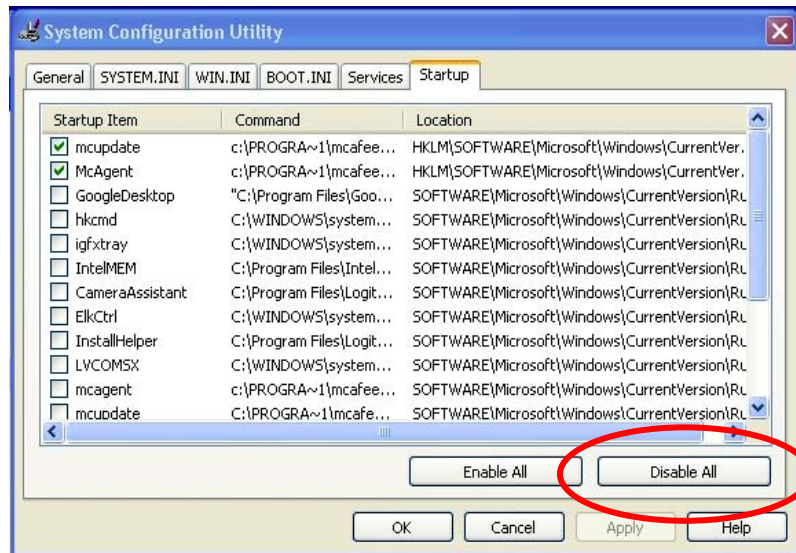 System Configuration Utility
General SYSTEM.INI WIN.INI BOOT.INI Services Startup
Startup Item Command Location
mcupdate c:\PROGRA~1\mcafee... HKLM\SOFTWARE\Microsoft\Windows\CurrentVer.
McAgent c:\PROGRA~1\mcafee... HKLM\SOFTWARE\Microsoft\Windows\CurrentVer.
GoogleDesktop "C:\Program Files\Goo... SOFTWARE\Microsoft\Windows\CurrentVersion\Ru
hkcmd C:\WINDOWS\system... SOFTWARE\Microsoft\Windows\CurrentVersion\Ru
igfxtray C:\WINDOWS\system... SOFTWARE\Microsoft\Windows\CurrentVersion\Ru
IntelMEM C:\Program Files\Intel... SOFTWARE\Microsoft\Windows\CurrentVersion\Ru
CameraAssistant C:\Program Files\Logit... SOFTWARE\Microsoft\Windows\CurrentVersion\Ru
ElkCtrl C:\WINDOWS\system... SOFTWARE\Microsoft\Windows\CurrentVersion\Ru
InstallHelper C:\Program Files\Logit... SOFTWARE\Microsoft\Windows\CurrentVersion\Ru
LVCOMSX C:\WINDOWS\system... SOFTWARE\Microsoft\Windows\CurrentVersion\Ru
mcagent c:\PROGRA~1\mcafee... SOFTWARE\Microsoft\Windows\CurrentVersion\Ru
mcupdate C:\PROGRA~1\mcafe... SOFTWARE\Microsoft\Windows\CurrentVersion\Ru
Enable All Disable All
OK Cancel Apply Help